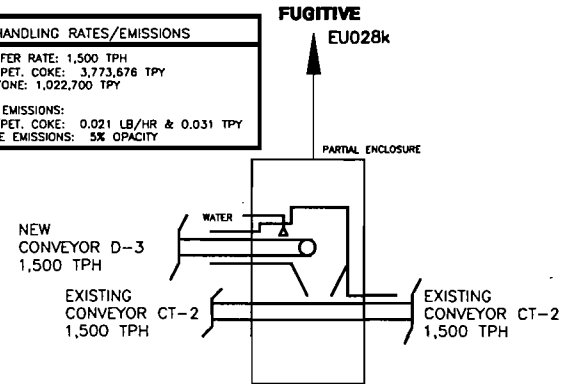 FUGITIVE
EU028k
HANDLING RATES/EMISSIONS
FER RATE: 1,500 TPH
PET. COKE: 3,773,676 TPY
TONE: 1,022,700 TPY
EMISSIONS:
PET. COKE: 0.021 LB/HR & 0.031 TPY
E EMISSIONS: 5% OPACITY
PARTIAL ENCLOSURE
WATER
NEW
CONVEYOR D-3
1,500 TPH
EXISTING
CONVEYOR CT-2
1,500 TPH
EXISTING
CONVEYOR CT-2
1,500 TPH